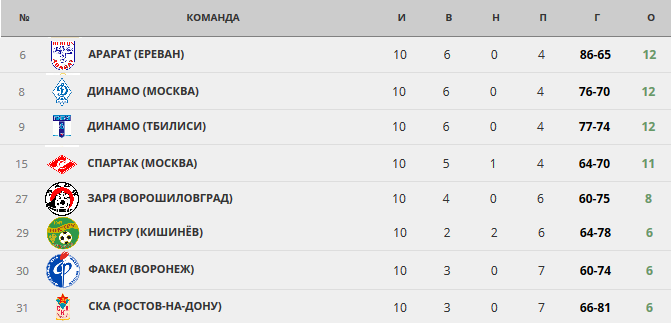 № КОМАНДА И В Н П Г О
6 АРАРАТ (ЕРЕВАН) 10 6 0 4 86-65 12
8 ДИНАМО (МОСКВА) 10 6 0 4 76-70 12
9 ДИНАМО (ТБИЛИСИ) 10 6 0 4 77-74 12
15 СПАРТАК (МОСКВА) 10 5 1 4 64-70 11
27 ЗАРЯ (ВОРОШИЛОВГРАД) 10 4 0 6 60-75 8
29 НИСТРУ (КИШИНЁВ) 10 2 2 6 64-78 6
30 ФАКЕЛ (ВОРОНЕЖ) 10 3 0 7 60-74 6
31 СКА (РОСТОВ-НА-ДОНУ) 10 3 0 7 66-81 6